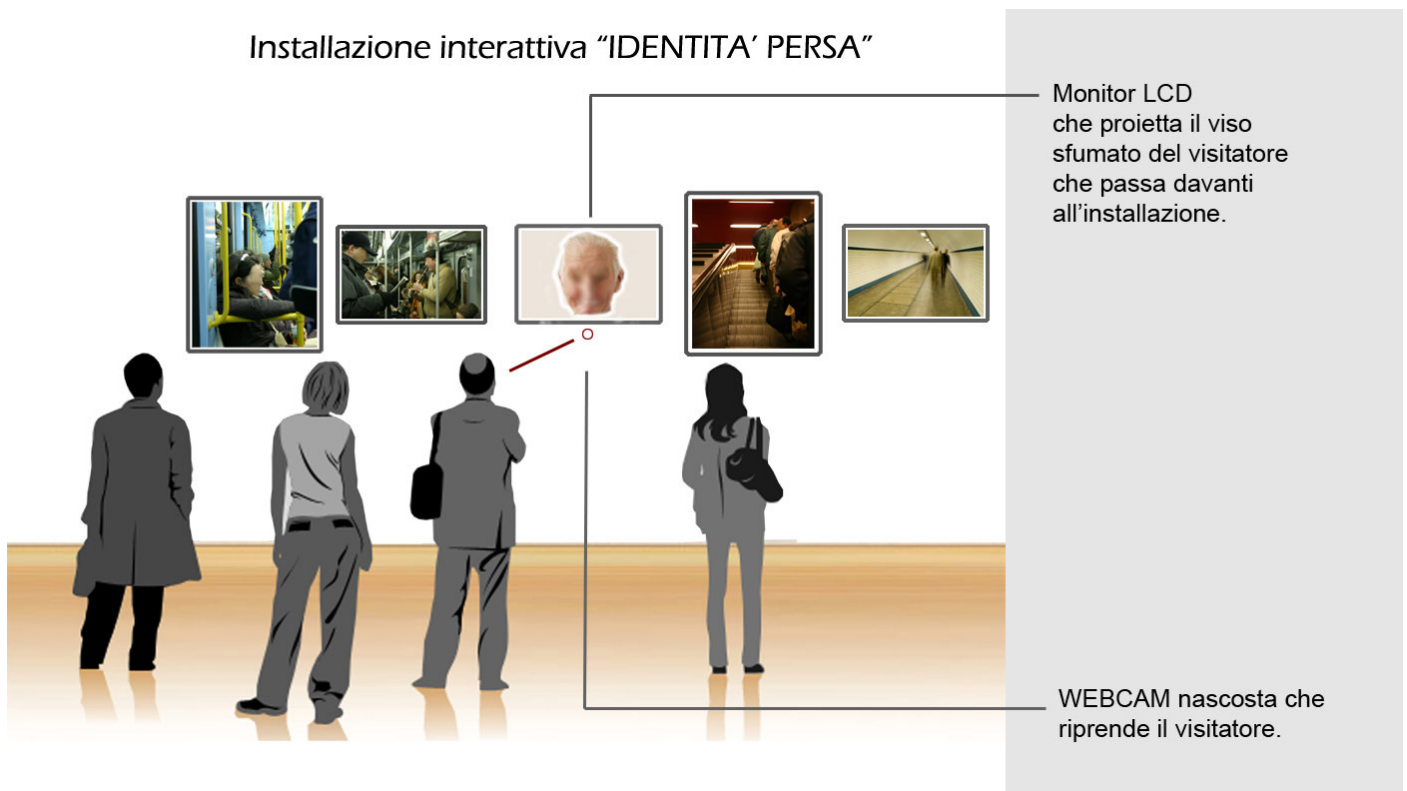 Installazione interattiva “IDENTITA’ PERSA”
Monitor LCD
che proietta il viso
sfumato del visitatore
che passa davanti
all’installazione.
WEBCAM nascosta che
riprende il visitatore.